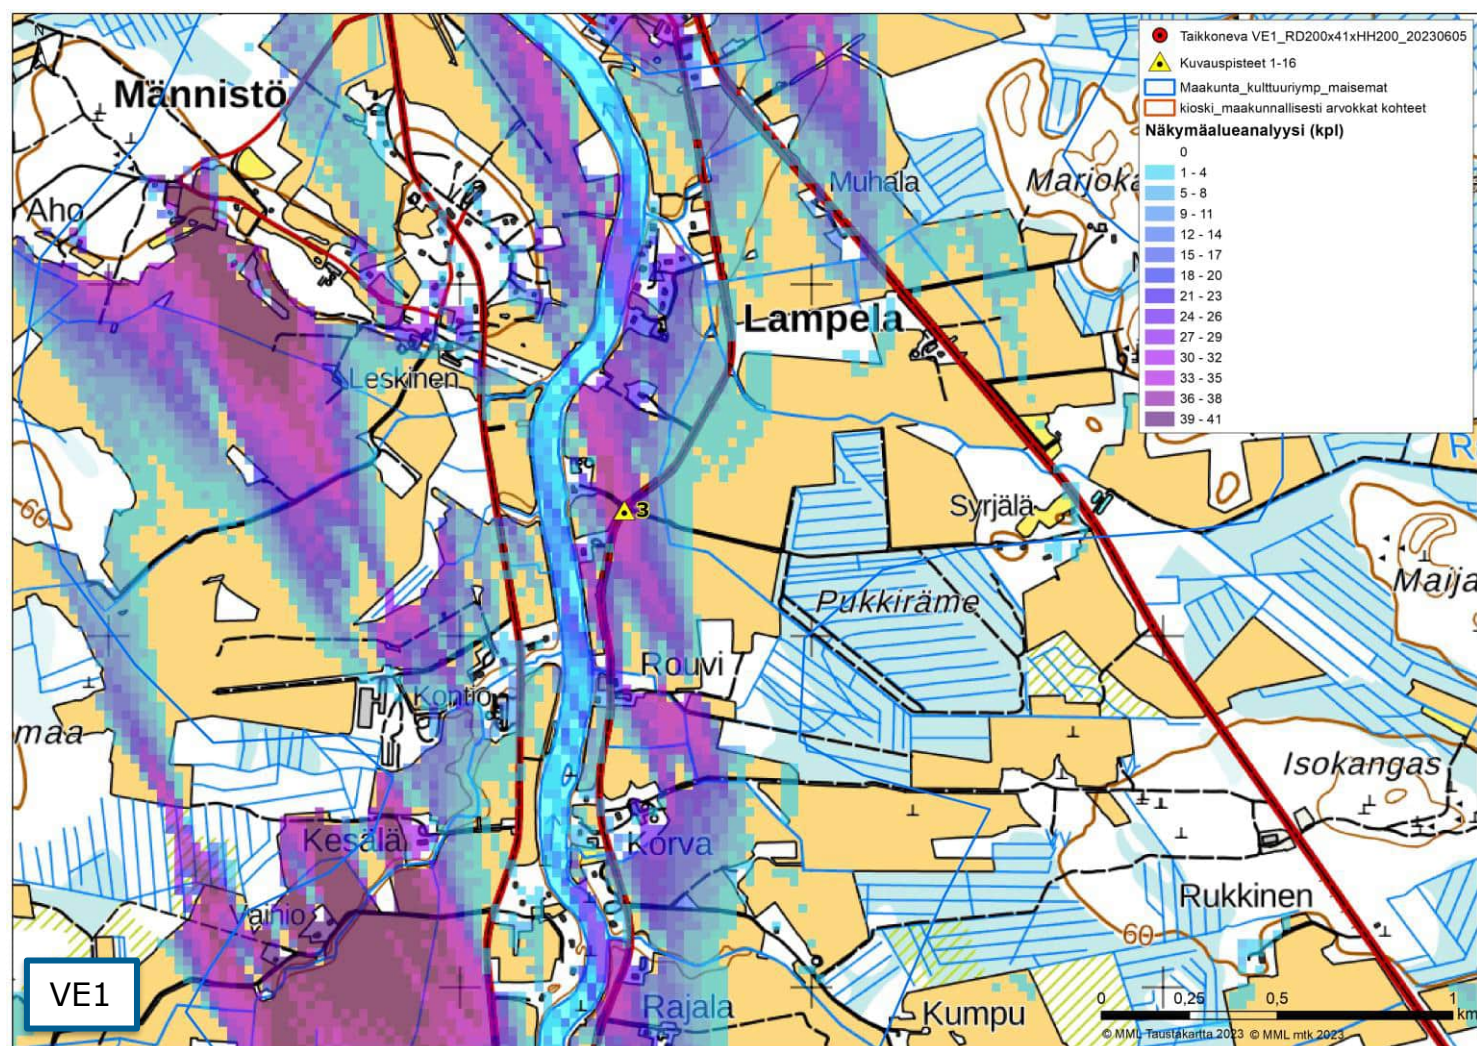 Taikkoneva VE1_RD200x41xHH200_20230605
Kuvauspisteet 1-16
Maakunta_kulttuuriymp_maisemat
kioski_maakunnallisesti arvokkat kohteet
Näkymäalueanalyysi (kpl)
0
1 - 4
5 - 8
9 - 11
12 - 14
15 - 17
18 - 20
21 - 23
24 - 26
27 - 29
30 - 32
33 - 35
36 - 38
39 - 41
N
Männistö
Muhala
Marjoka
Aho
Lampela
Leskinen
60
3
Syrjälä
Maija
Pukkiräme
Rouvi
Kontio
maa
Isokangas
Kesälä
Korva
Rukkinen
Vainio
60
VE1
Rajala
Kumpu
0 0,25 0,5 1
km
© MML Taustakartta 2023 © MML mtk 2023